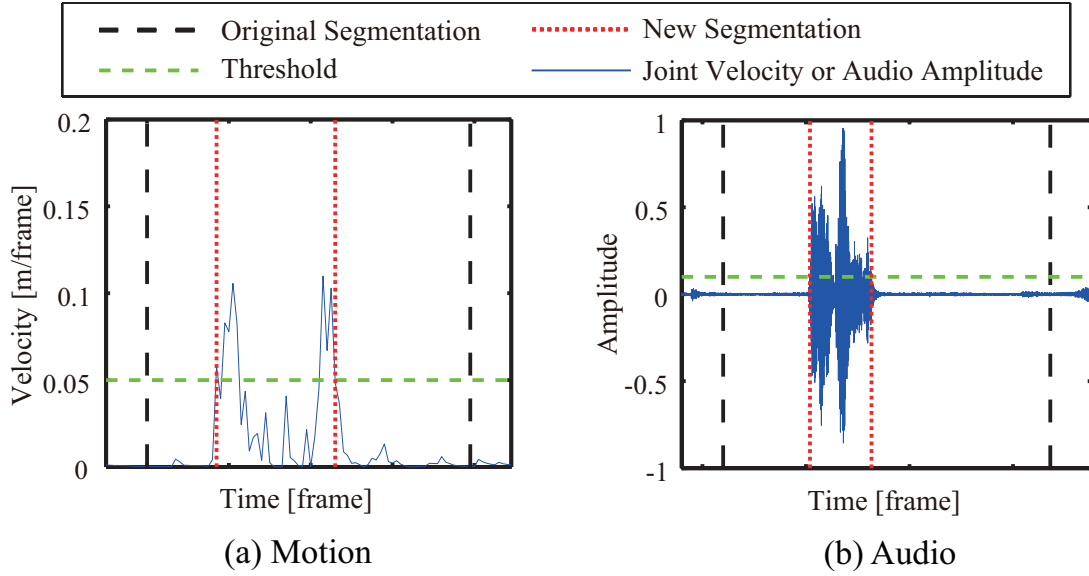 Original Segmentation
New Segmentation
Threshold
Joint Velocity or Audio Amplitude
0.2
0.15
0.1
0.05
0
Velocity [m/frame]
Time [frame]
(a) Motion
1
0.5
0
-0.5
-1
Amplitude
Time [frame]
(b) Audio